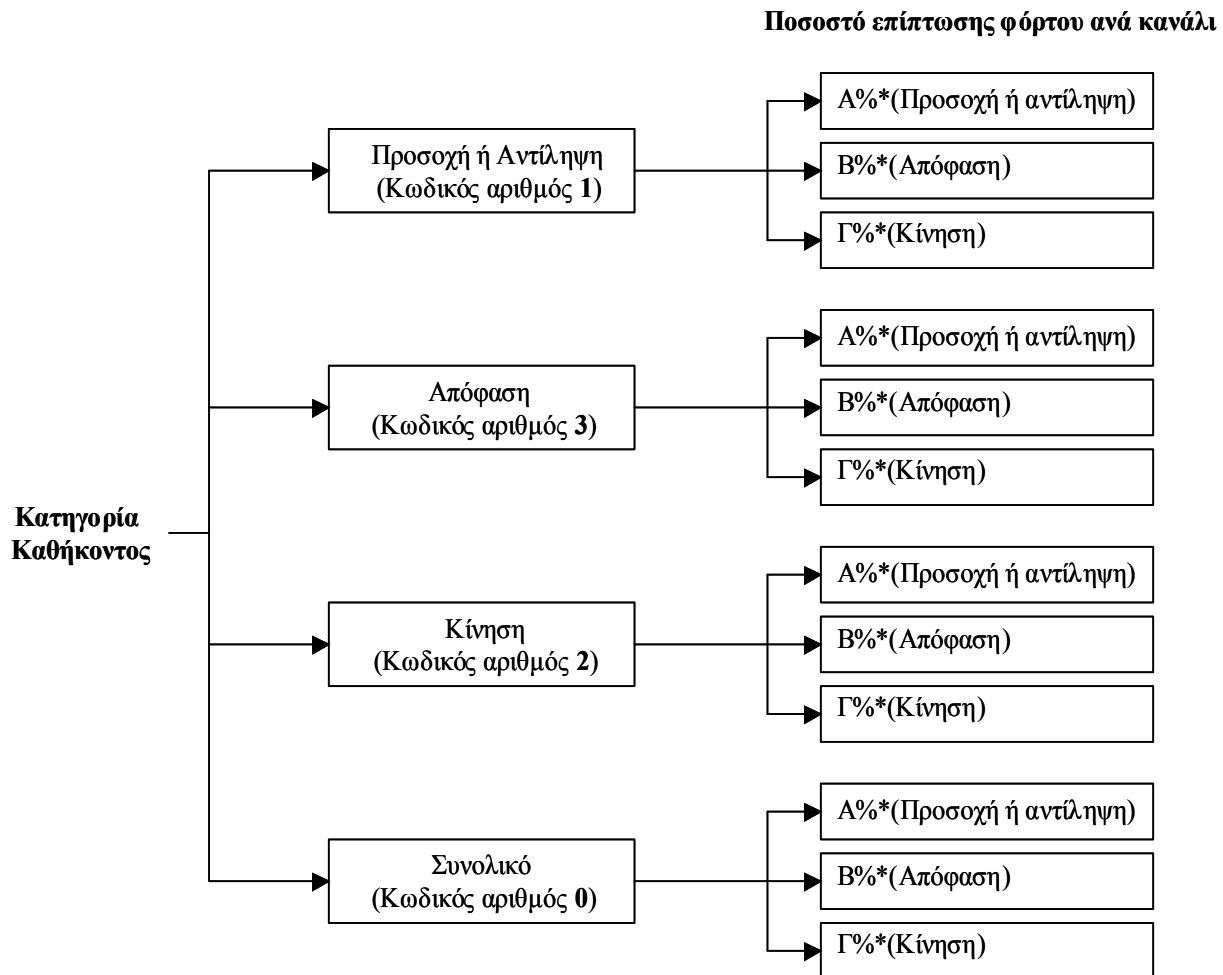 Ποσοστό επίπτωσης φόρτου ανά κανάλι
Προσοχή ή Αντίληψη
(Κωδικός αριθμός 1)
Α%*(Προσοχή ή αντίληψη)
Β%*(Απόφαση)
Γ%*(Κίνηση)
Απόφαση
(Κωδικός αριθμός 3)
Α%*(Προσοχή ή αντίληψη)
Β%*(Απόφαση)
Γ%*(Κίνηση)
Κατηγορία
Καθήκοντος
Κίνηση
(Κωδικός αριθμός 2)
Α%*(Προσοχή ή αντίληψη)
Β%*(Απόφαση)
Γ%*(Κίνηση)
Συνολικό
(Κωδικός αριθμός 0)
Α%*(Προσοχή ή αντίληψη)
Β%*(Απόφαση)
Γ%*(Κίνηση)